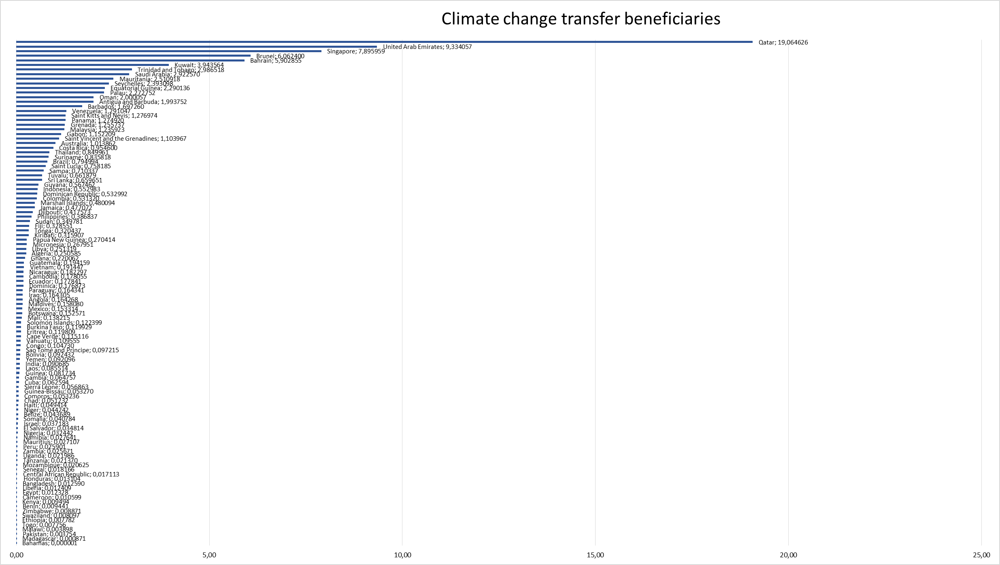 Climate change transfer beneficiaries
Qatar; 19,064626
United Arab Emirates; 9,334057
Singapore; 7,895959
Brunei; 6,062400
Bahrain; 5,902855
Kuwait; 3,943564
Trinidad and Tobago; 2,986518
Saudi Arabia; 2,922570
Mauritania; 2,510918
Seychelles; 2,393098
Equatorial Guinea; 2,290136
Palau; 2,272752
Oman; 2,000057
Antigua and Barbuda; 1,993752
Barbados; 1,697260
Venezuela; 1,291047
Saint Kitts and Nevis; 1,276974
Panama; 1,274920
Grenada; 1,255737
Malaysia; 1,235923
Gabon; 1,152209
Saint Vincent and the Grenadines; 1,103967
Australia; 1,013862
Costa Rica; 0,954600
Thailand; 0,849961
Suriname; 0,835818
Brazil; 0,794994
Saint Lucia; 0,758185
Samoa; 0,710337
Tuvalu; 0,661879
Sri Lanka; 0,659651
Guyana; 0,567462
Indonesia; 0,552983
Dominican Republic; 0,532992
Colombia; 0,531320
Marshall Islands; 0,480094
Jamaica; 0,477072
Djibouti; 0,417573
Philippines; 0,386837
Sudan; 0,349781
Fiji; 0,328551
Tonga; 0,320437
Kiribati; 0,315907
Papua New Guinea; 0,270414
Micronesia; 0,267951
Libya; 0,251319
Algeria; 0,250585
Ghana; 0,220062
Guatemala; 0,194159
Vietnam; 0,191447
Nicaragua; 0,182297
Cambodia; 0,178055
Ecuador; 0,177841
Dominica; 0,176873
Paraguay; 0,164341
Iraq; 0,164305
Angola; 0,164268
Maldives; 0,158080
Mexico; 0,153314
Botswana; 0,152571
Mali; 0,138215
Solomon Islands; 0,122399
Burkina Faso; 0,119929
Eritrea; 0,119809
Cape Verde; 0,115116
Vanuatu; 0,109555
Congo; 0,104730
Sao Tome and Principe; 0,097215
Bolivia; 0,092432
Yemen; 0,092096
India; 0,090685
Laos; 0,085514
Guinea; 0,081734
Gambia; 0,064757
Cuba; 0,062594
Sierra Leone; 0,056863
Guinea-Bissau; 0,053270
Comoros; 0,053236
Chad; 0,051232
Haiti; 0,049414
Niger; 0,044242
Belize; 0,043689
Somalia; 0,040784
Israel; 0,037183
El Salvador; 0,034814
Nigeria; 0,032442
Namibia; 0,027641
Mauritius; 0,027107
Peru; 0,025901
Zambia; 0,025671
Uganda; 0,021986
Tanzania; 0,021370
Mozambique; 0,020625
Senegal; 0,018166
Central African Republic; 0,017113
Honduras; 0,013104
Bangladesh; 0,012590
Liberia; 0,012409
Egypt; 0,012328
Cameroon; 0,010599
Kenya; 0,009494
Benin; 0,009441
Zimbabwe; 0,008871
Swaziland; 0,008097
Ethiopia; 0,007782
Togo; 0,007756
Malawi; 0,003898
Pakistan; 0,003754
Madagascar; 0,000871
Bahamas; 0,000001
0,00 5,00 10,00 15,00 20,00 25,00